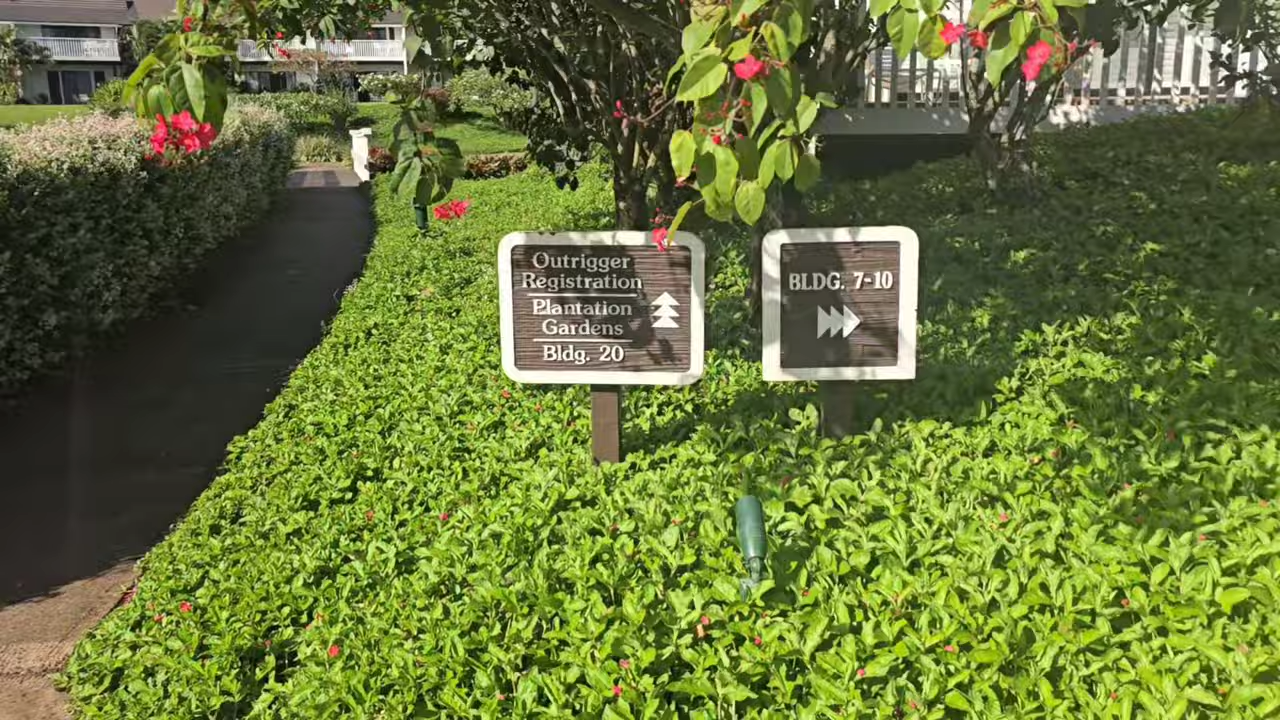 Outrigger
Registration
Plantation
Gardens
Bldg. 20
BLDG. 7-10